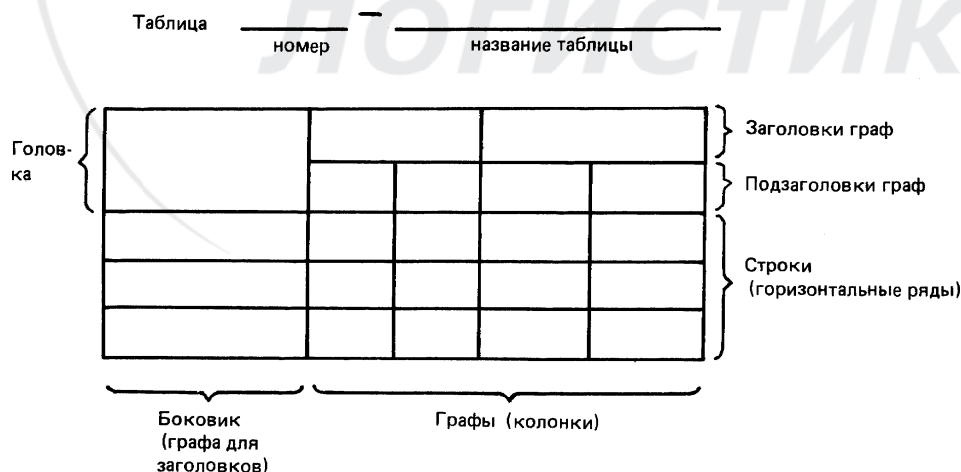 ЛОГИСТИК
Таблица — 
номер название таблицы
Голов-
ка
Заголовки граф
Подзаголовки граф
Строки
(горизонтальные ряды)
Боковик
(графа для
заголовков)
Графы (колонки)